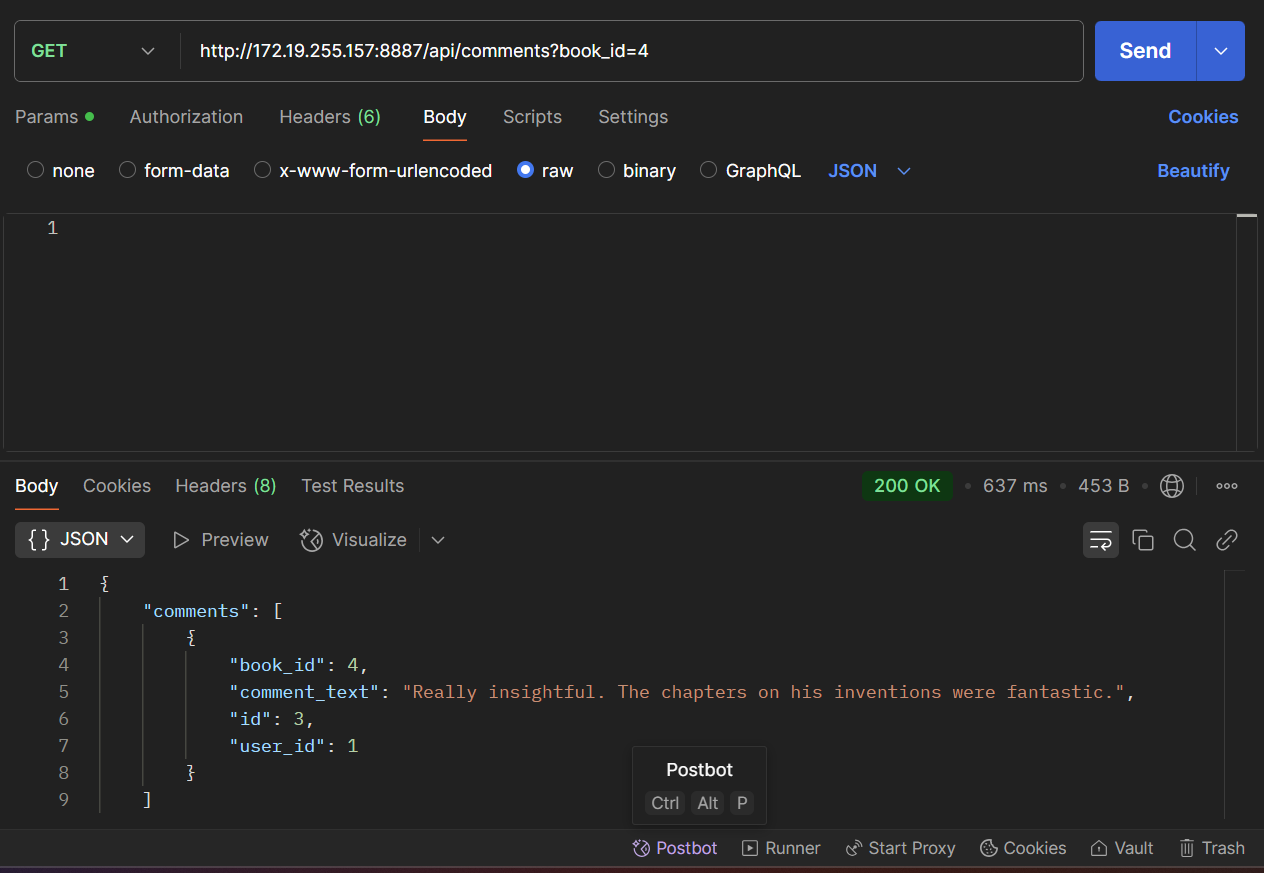 GET http://172.19.255.157:8887/api/comments?book_id=4 Send
Params Authorization Headers (6) Body Scripts Settings Cookies
none form-data x-www-form-urlencoded raw binary GraphQL JSON Beautify
1
Body Cookies Headers (8) Test Results 200 OK 637 ms 453 B
{} JSON Preview Visualize
1 {
2 "comments": [
3 {
4 "book_id": 4,
5 "comment_text": "Really insightful. The chapters on his inventions were fantastic.",
6 "id": 3,
7 "user_id": 1
8 }
9 ]
Postbot
Ctrl Alt P
Postbot Runner Start Proxy Cookies Vault Trash